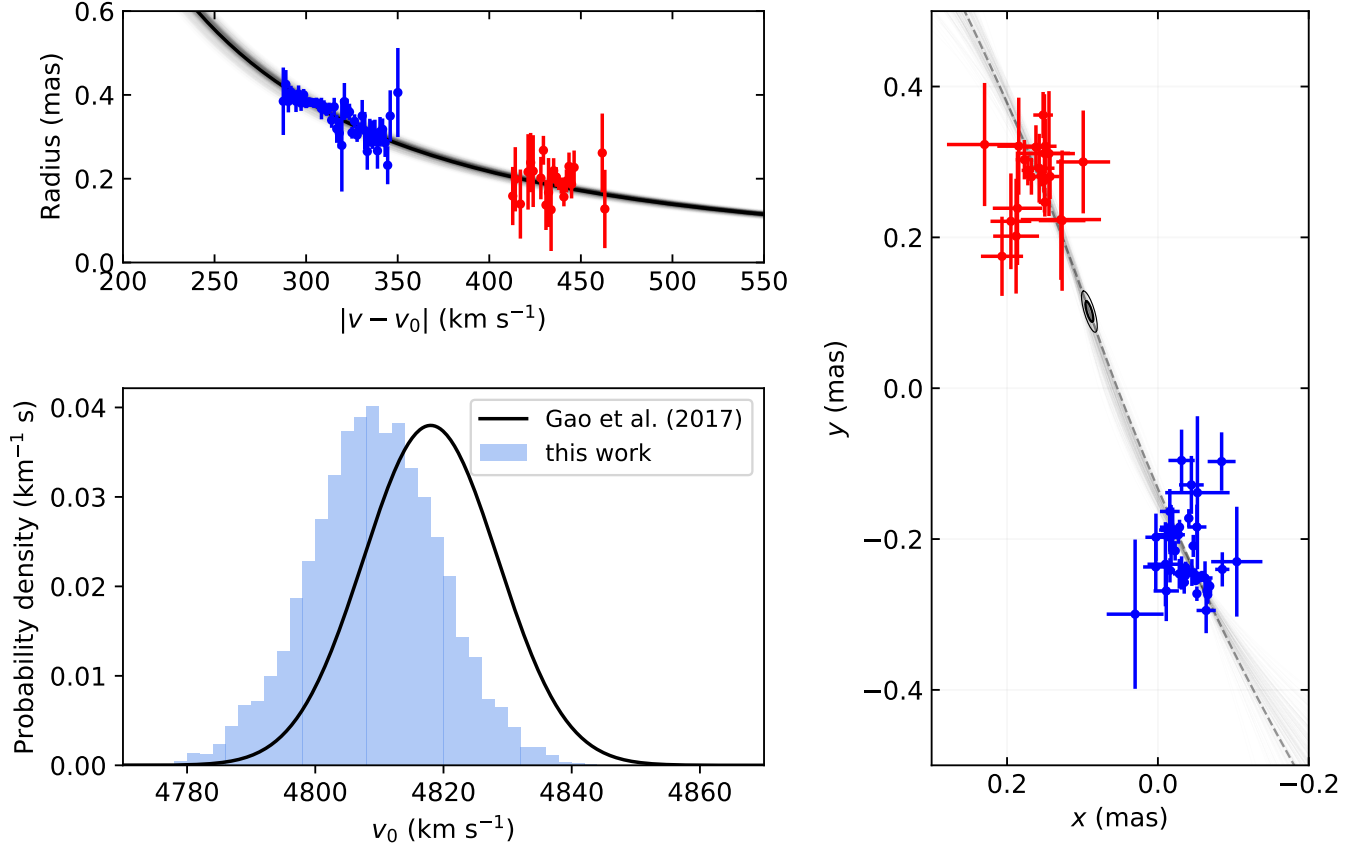 0.6
0.4
0.2
0.0
Radius (mas)
200 250 300 350 400 450 500 550
|v − v₀| (km s⁻¹)
0.04
0.03
0.02
0.01
0.00
Probability density (km⁻¹ s)
Gao et al. (2017)
this work
4780 4800 4820 4840 4860
v₀ (km s⁻¹)
0.4
0.2
0.0
−0.2
−0.4
y (mas)
0.2 0.0 −0.2
x (mas)